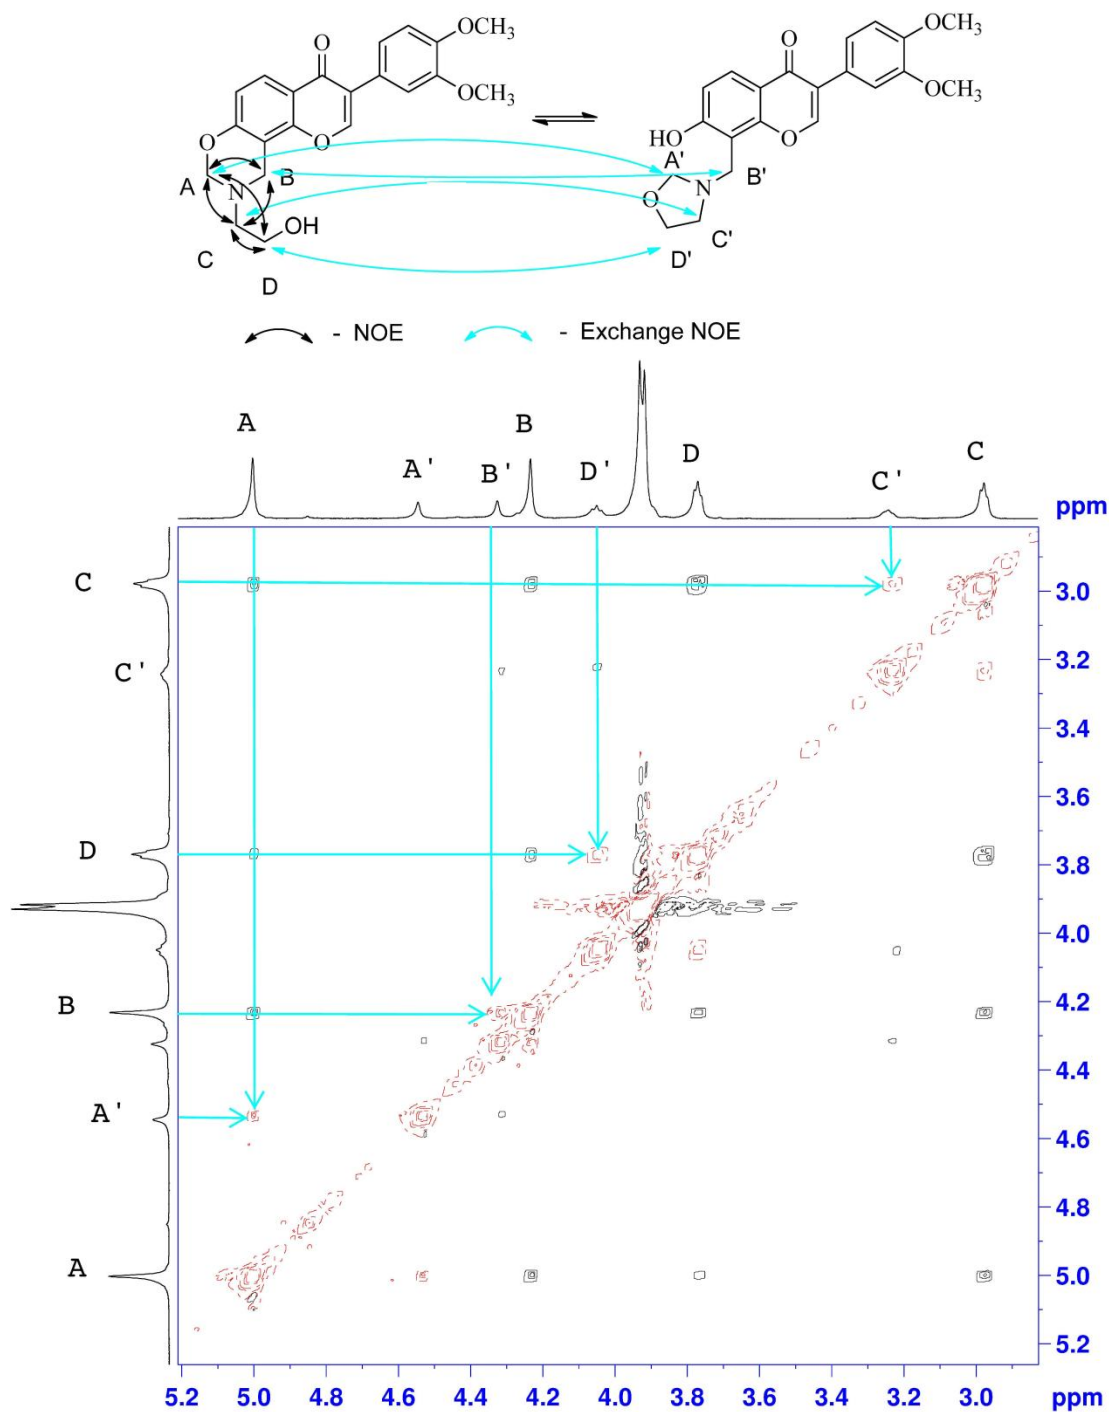 OCH₃
O
OCH₃
O
O
N
OH
A
B
C
D
O
OCH₃
OCH₃
HO
O
A'
N
B'
O
C'
D'
- NOE
- Exchange NOE
A
A'
B'
B
D'
D
C'
C
ppm
C
C'
D
B
A'
A
3.0
3.2
3.4
3.6
3.8
4.0
4.2
4.4
4.6
4.8
5.0
5.2
5.2 5.0 4.8 4.6 4.4 4.2 4.0 3.8 3.6 3.4 3.2 3.0 ppm